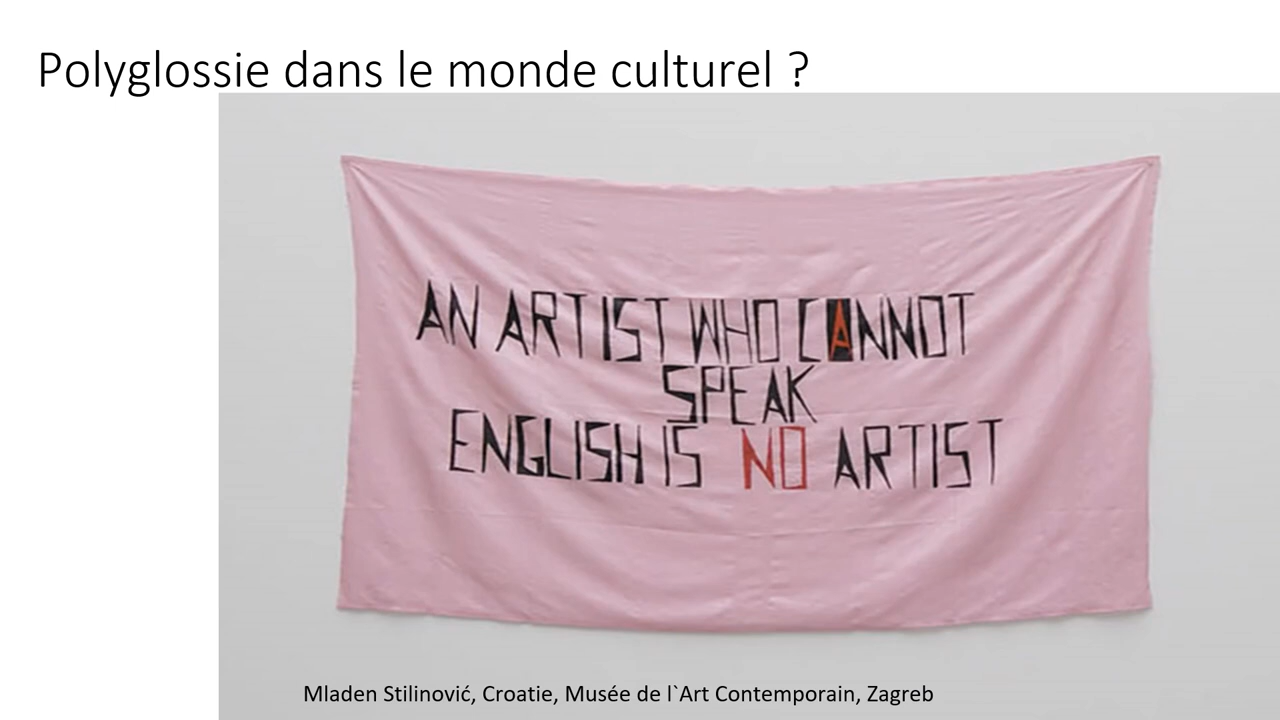 Polyglossie dans le monde culturel ?
AN ARTIST WHO CANNOT
SPEAK
ENGLISH IS NO ARTIST
Mladen Stilinović, Croatie, Musée de l`Art Contemporain, Zagreb